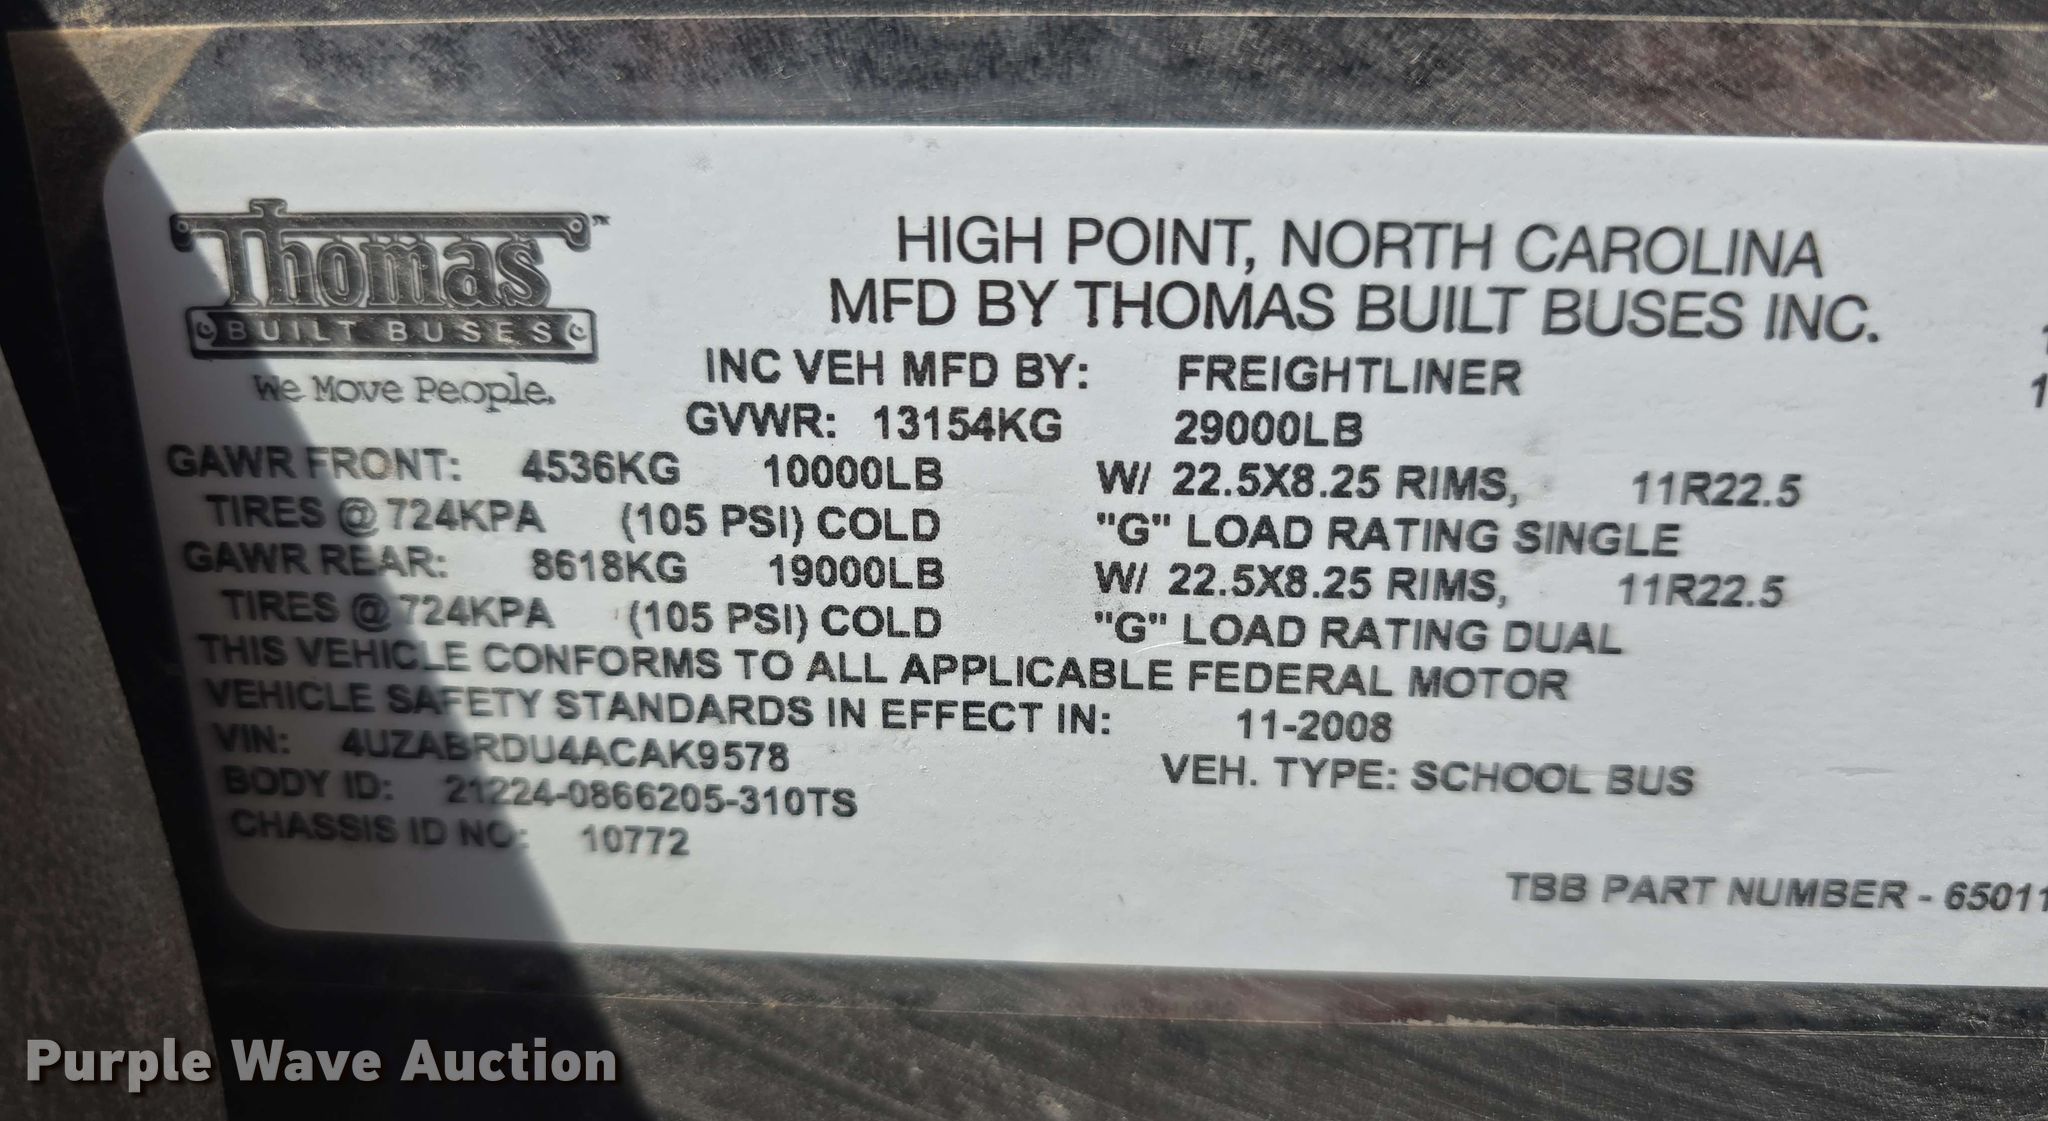 Thomas™
BUILT BUSES
We Move People.
HIGH POINT, NORTH CAROLINA
MFD BY THOMAS BUILT BUSES INC.
INC VEH MFD BY: FREIGHTLINER
GVWR: 13154KG 29000LB
GAWR FRONT: 4536KG 10000LB W/ 22.5X8.25 RIMS, 11R22.5
TIRES @ 724KPA (105 PSI) COLD "G" LOAD RATING SINGLE
GAWR REAR: 8618KG 19000LB W/ 22.5X8.25 RIMS, 11R22.5
TIRES @ 724KPA (105 PSI) COLD "G" LOAD RATING DUAL
THIS VEHICLE CONFORMS TO ALL APPLICABLE FEDERAL MOTOR
VEHICLE SAFETY STANDARDS IN EFFECT IN: 11-2008
VIN: 4UZABRDU4ACAK9578 VEH. TYPE: SCHOOL BUS
BODY ID: 21224-0866205-310TS
CHASSIS ID NO: 10772
TBB PART NUMBER - 65011
Purple Wave Auction